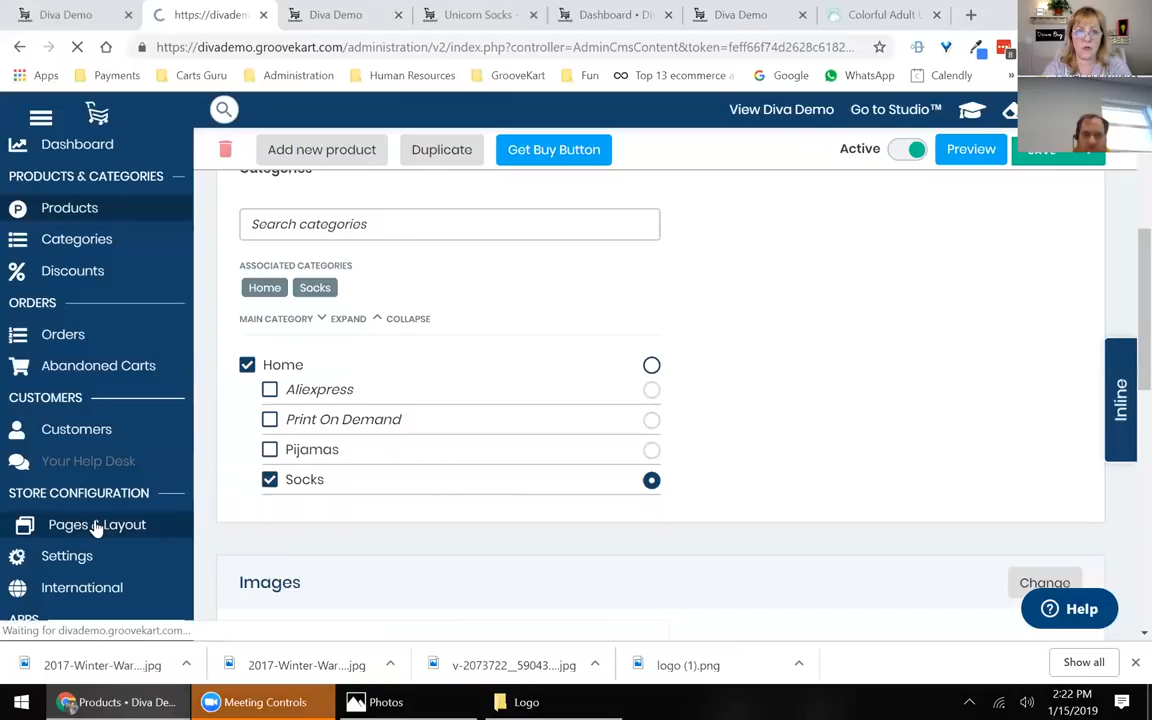 Diva Demo
https://divadem
Diva Demo
Unicorn Socks -
Dashboard • Di
Diva Demo
Colorful Adult
https://divademo.groovekart.com/administration/v2/index.php?controller=AdminCmsContent&token=feff66f74d2628c6182...
Apps
Payments
Carts Guru
Administration
Human Resources
GrooveKart
Fun
Top 13 ecommerce
Google
WhatsApp
Calendly
»
View Diva Demo
Go to Studio™
Add new product
Duplicate
Get Buy Button
Active
Preview
Dashboard
PRODUCTS & CATEGORIES
Products
Categories
Discounts
ORDERS
Orders
Abandoned Carts
CUSTOMERS
Customers
Your Help Desk
STORE CONFIGURATION
Pages & Layout
Settings
International
APPS
Waiting for divademo.groovekart.com...
Categories
Search categories
ASSOCIATED CATEGORIES
Home
Socks
MAIN CATEGORY
EXPAND
COLLAPSE
Home
Aliexpress
Print On Demand
Pijamas
Socks
Images
Change
Inline
Help
2017-Winter-War....jpg
2017-Winter-War....jpg
v-2073722__59043....jpg
logo (1).png
Show all
Products • Diva De...
Meeting Controls
Photos
Logo
2:22 PM
1/15/2019